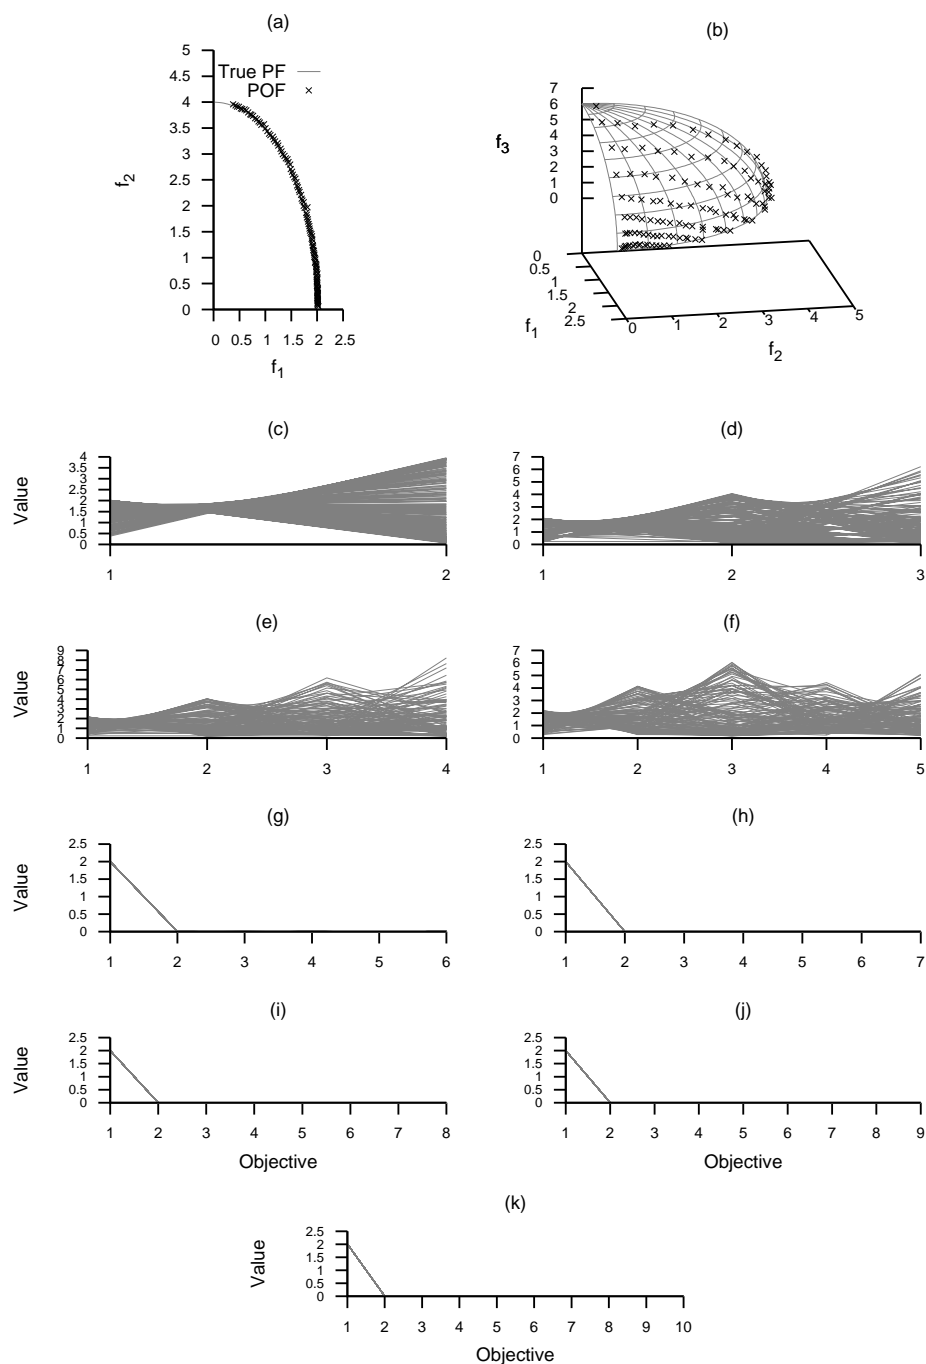 (a)
5
4.5
4
3.5
3
2.5
2
1.5
1
0.5
0
True PF
POF
f2
0 0.5 1 1.5 2 2.5
f1
(b)
7
6
5
4
3
2
1
0
f3
0
0.5
1
1.5
2
2.5
f1
0 1 2 3 4 5
f2
(c)
Value
4
3.5
3
2.5
2
1.5
1
0.5
0
1 2
(d)
7
6
5
4
3
2
1
0
1 2 3
(e)
Value
9
8
7
6
5
4
3
2
1
0
1 2 3 4
(f)
7
6
5
4
3
2
1
0
1 2 3 4 5
(g)
Value
2.5
2
1.5
1
0.5
0
1 2 3 4 5 6
(h)
2.5
2
1.5
1
0.5
0
1 2 3 4 5 6 7
(i)
Value
2.5
2
1.5
1
0.5
0
1 2 3 4 5 6 7 8
Objective
(j)
2.5
2
1.5
1
0.5
0
1 2 3 4 5 6 7 8 9
Objective
(k)
Value
2.5
2
1.5
1
0.5
0
1 2 3 4 5 6 7 8 9 10
Objective